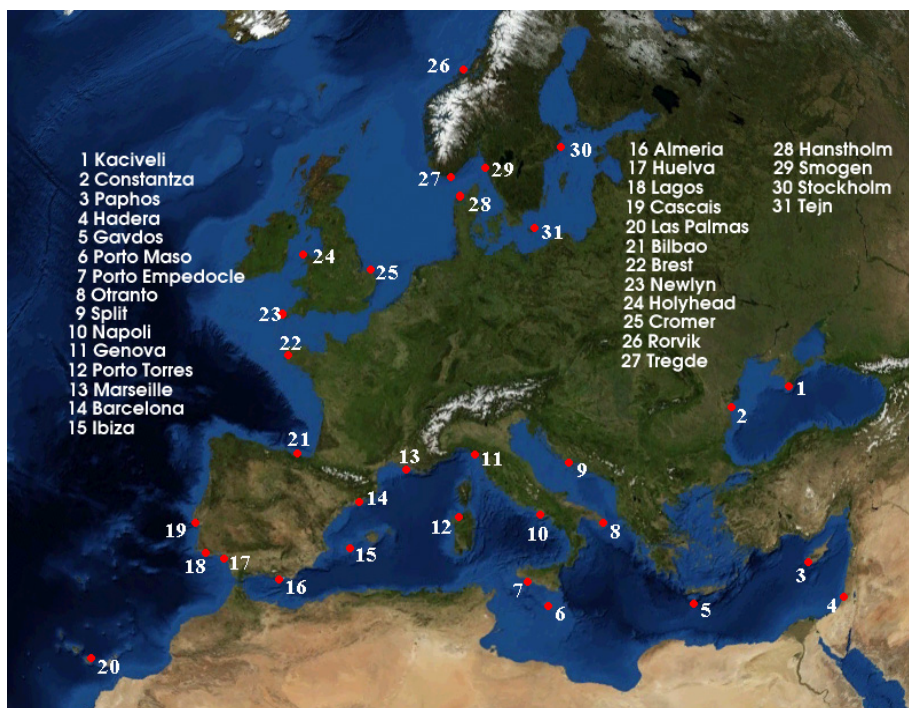 1 Kaciveli
2 Constantza
3 Paphos
4 Hadera
5 Gavdos
6 Porto Maso
7 Porto Empedocle
8 Otranto
9 Split
10 Napoli
11 Genova
12 Porto Torres
13 Marseille
14 Barcelona
15 Ibiza
16 Almeria
17 Huelva
18 Lagos
19 Cascais
20 Las Palmas
21 Bilbao
22 Brest
23 Newlyn
24 Holyhead
25 Cromer
26 Rorvik
27 Tregde
28 Hanstholm
29 Smogen
30 Stockholm
31 Tejn
26
30
29
27
28
31
24
25
23
22
1
2
21
13
11
9
14
12
10
8
19
15
18
17
16
3
7
6
5
4
20